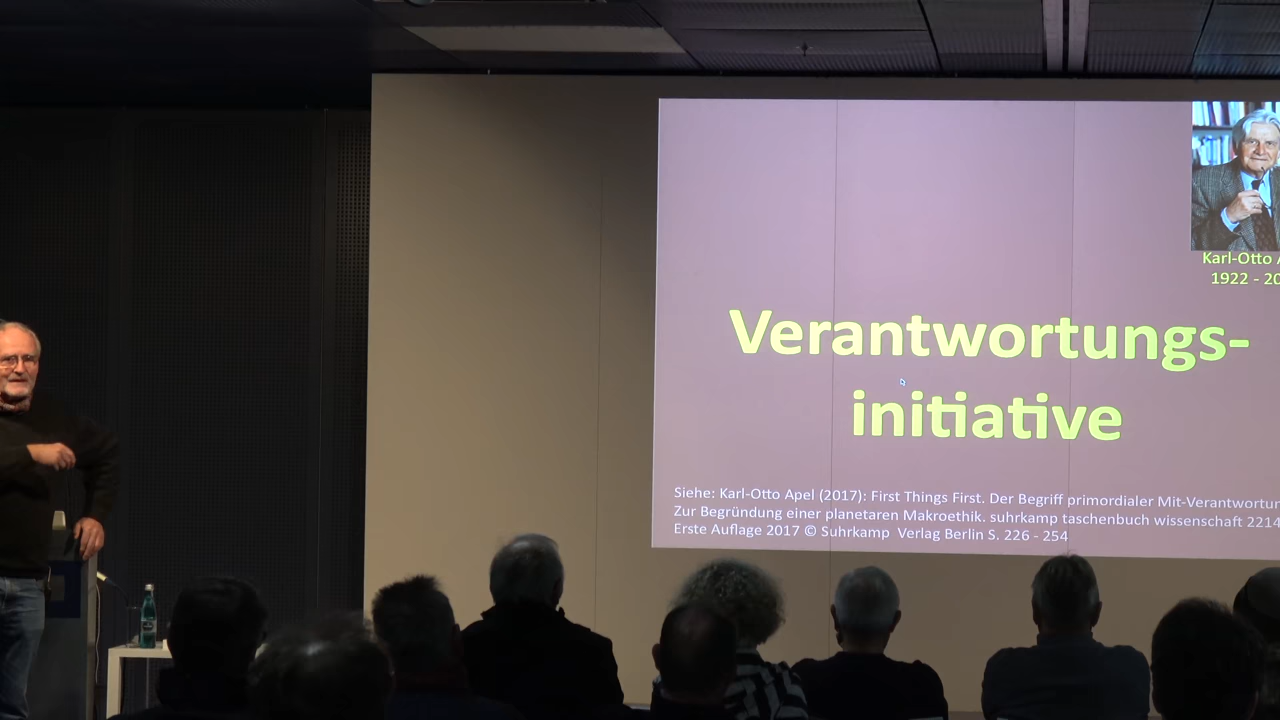 Karl-Otto
1922 - 20
Verantwortungs-
initiative
Siehe: Karl-Otto Apel (2017): First Things First. Der Begriff primordialer Mit-Verantwortun
Zur Begründung einer planetaren Makroethik. suhrkamp taschenbuch wissenschaft 2214
Erste Auflage 2017 © Suhrkamp Verlag Berlin S. 226 - 254